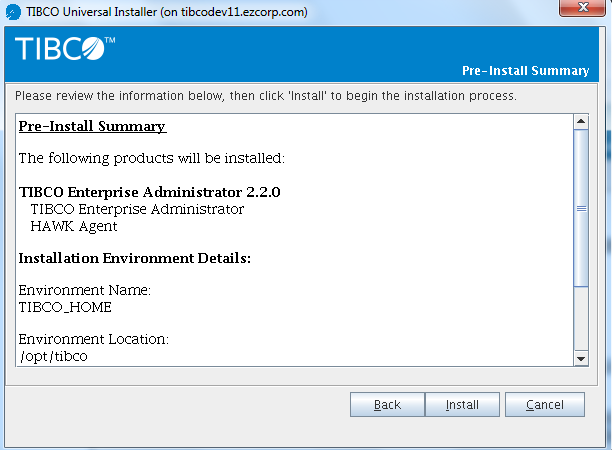 TIBCO Universal Installer (on tibcodev11.ezcorp.com)
TIBCO™
Pre-Install Summary
Please review the information below, then click 'Install' to begin the installation process.
Pre-Install Summary
The following products will be installed:
TIBCO Enterprise Administrator 2.2.0
TIBCO Enterprise Administrator
HAWK Agent
Installation Environment Details:
Environment Name:
TIBCO_HOME
Environment Location:
/opt/tibco
Back Install Cancel